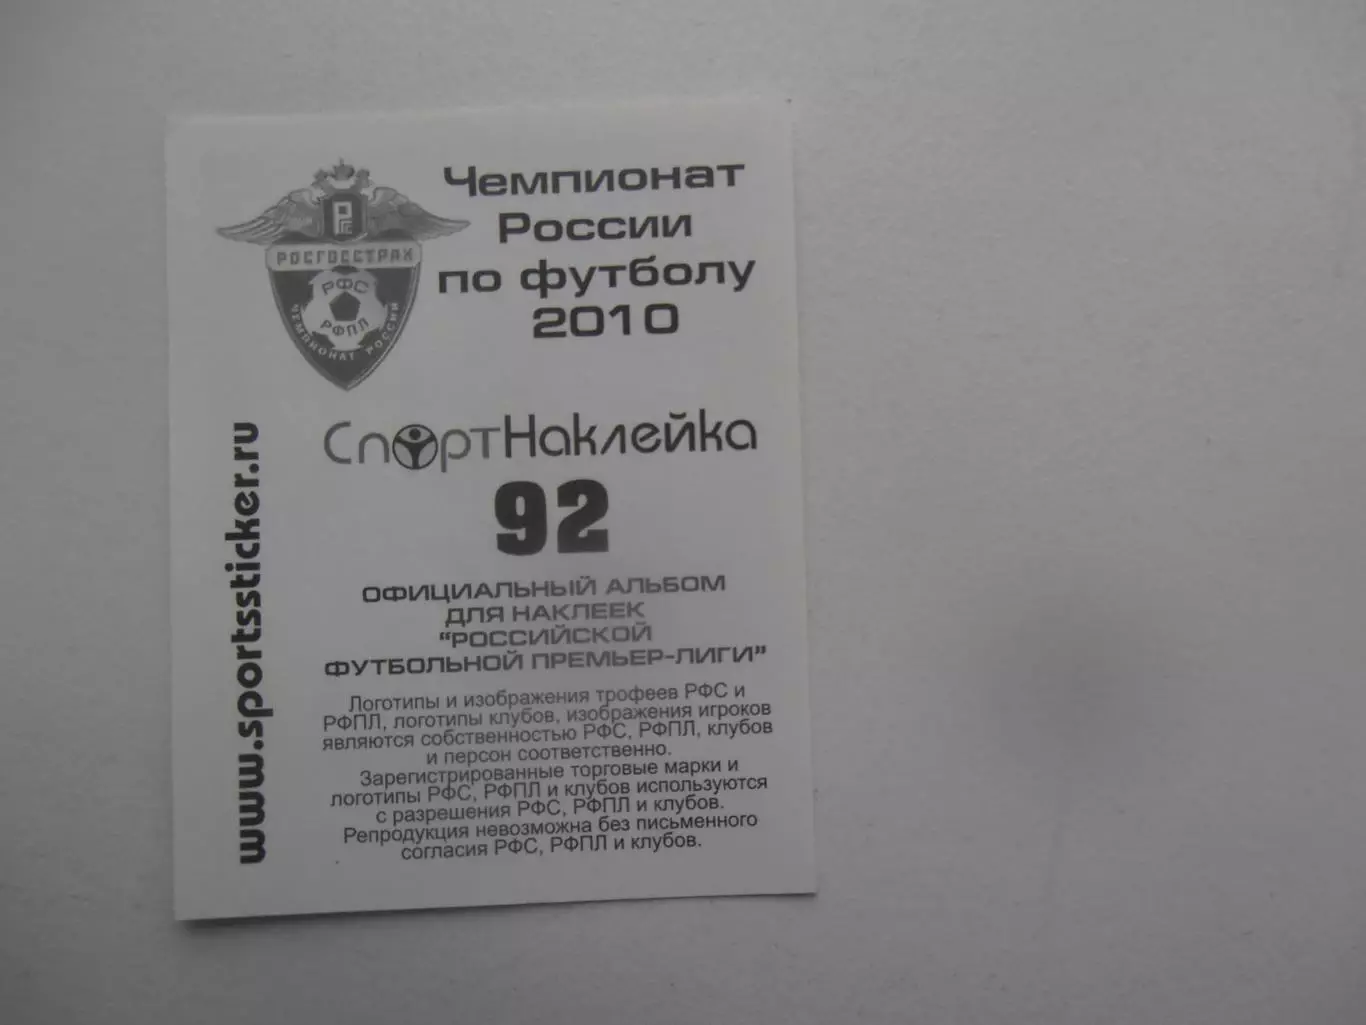 Чемпионат
России
по футболу
2010
РГС
РОСГОССТРАХ
РФС
РФПЛ
ЧЕМПИОНАТ РОССИИ
СпортНаклейка
92
www.sportssticker.ru
ОФИЦИАЛЬНЫЙ АЛЬБОМ
ДЛЯ НАКЛЕЕК
"РОССИЙСКОЙ
ФУТБОЛЬНОЙ ПРЕМЬЕР-ЛИГИ"
Логотипы и изображения трофеев РФС и
РФПЛ, логотипы клубов, изображения игроков
являются собственностью РФС, РФПЛ, клубов
и персон соответственно.
Зарегистрированные торговые марки и
логотипы РФС, РФПЛ и клубов используются
с разрешения РФС, РФПЛ и клубов.
Репродукция невозможна без письменного
согласия РФС, РФПЛ и клубов.